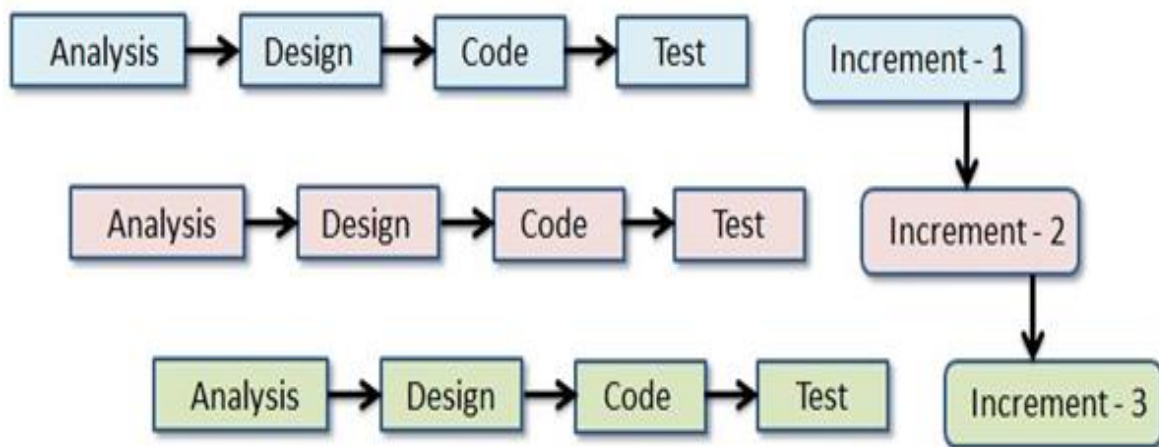 Analysis Design Code Test Increment - 1
Analysis Design Code Test Increment - 2
Analysis Design Code Test Increment - 3